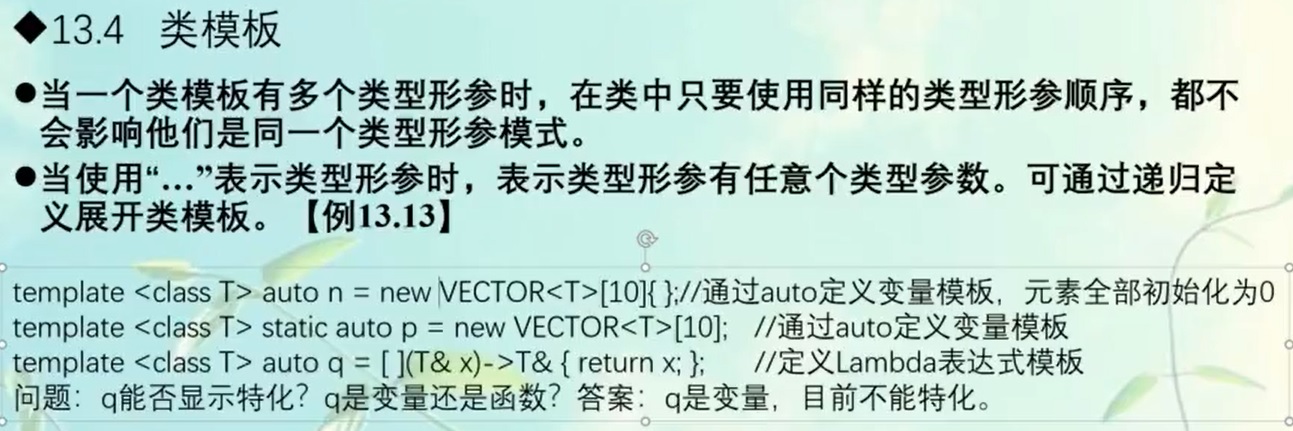 ◆13.4 类模板
●当一个类模板有多个类型形参时，在类中只要使用同样的类型形参顺序，都不
会影响他们是同一个类型形参模式。
●当使用“...”表示类型形参时，表示类型形参有任意个类型参数。可通过递归定
义展开类模板。【例13.13】
template <class T> auto n = new VECTOR<T>[10]{ };//通过auto定义变量模板，元素全部初始化为0
template <class T> static auto p = new VECTOR<T>[10]; //通过auto定义变量模板
template <class T> auto q = [ ](T& x)->T& { return x; }; //定义Lambda表达式模板
问题：q能否显示特化？q是变量还是函数？答案：q是变量，目前不能特化。